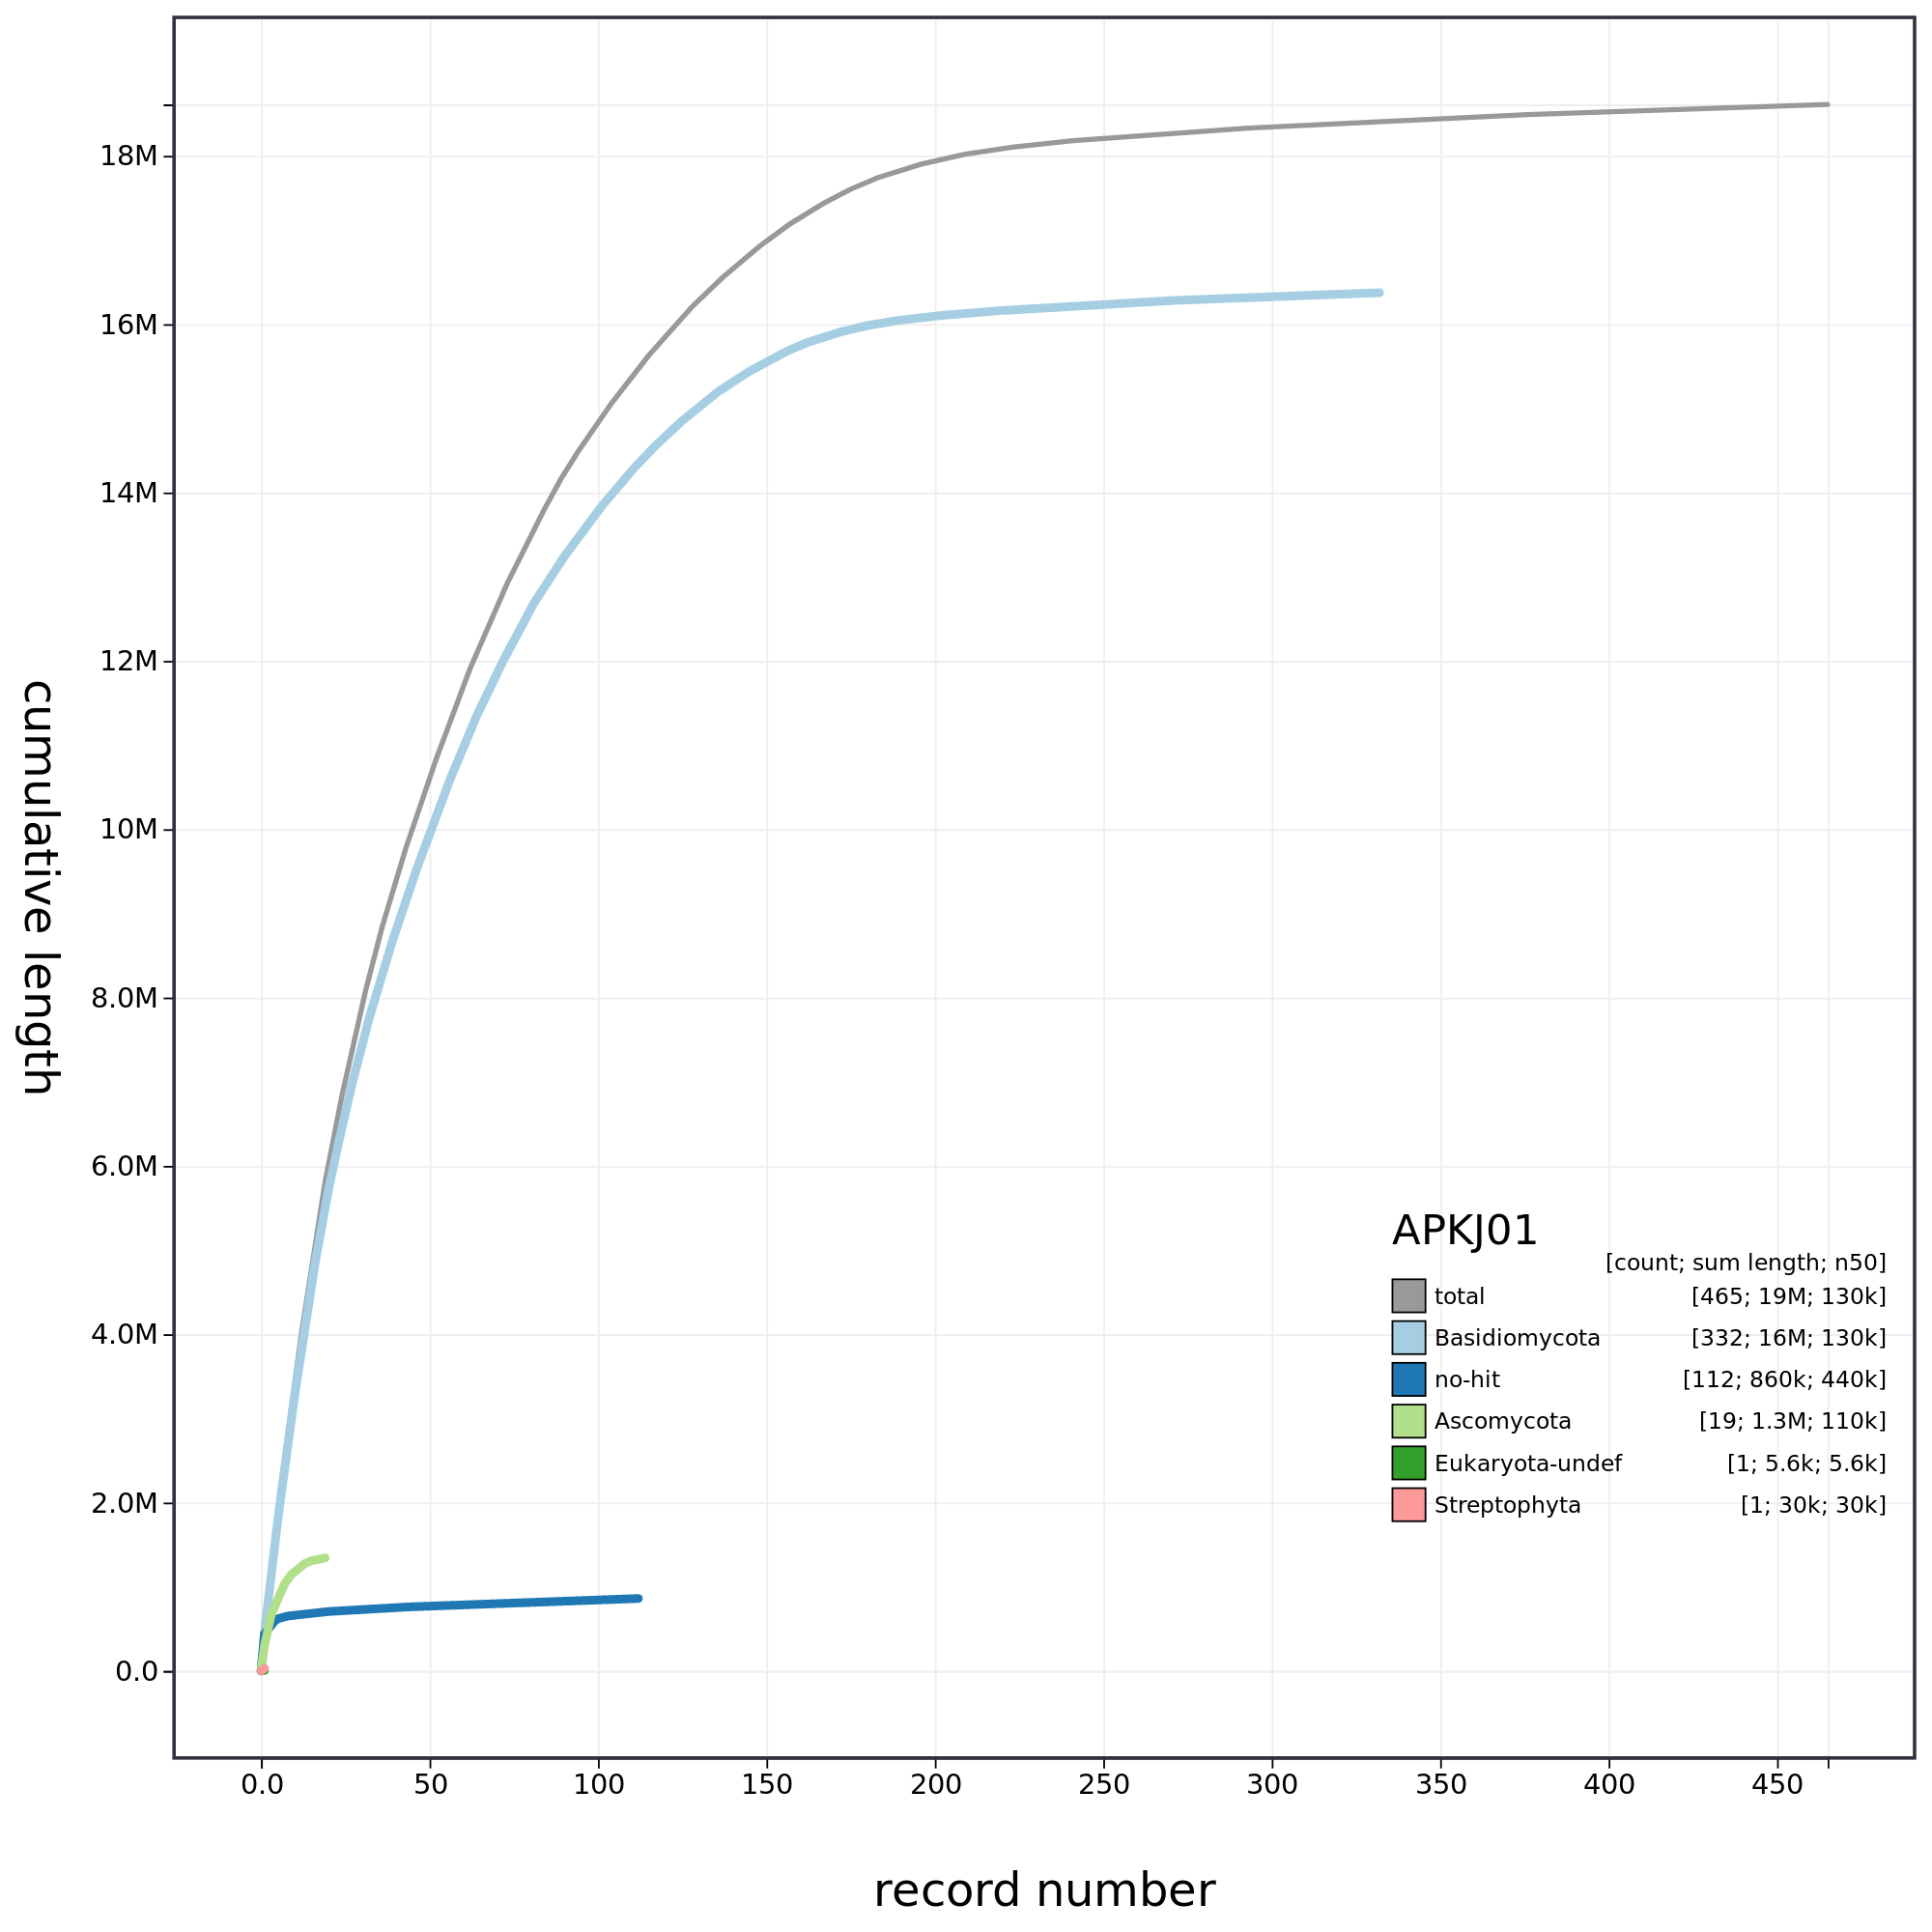 18M
16M
14M
12M
10M
8.0M
6.0M
4.0M
2.0M
0.0
cumulative length
APKJ01
[count; sum length; n50]
total [465; 19M; 130k]
Basidiomycota [332; 16M; 130k]
no-hit [112; 860k; 440k]
Ascomycota [19; 1.3M; 110k]
Eukaryota-undef [1; 5.6k; 5.6k]
Streptophyta [1; 30k; 30k]
0.0 50 100 150 200 250 300 350 400 450
record number